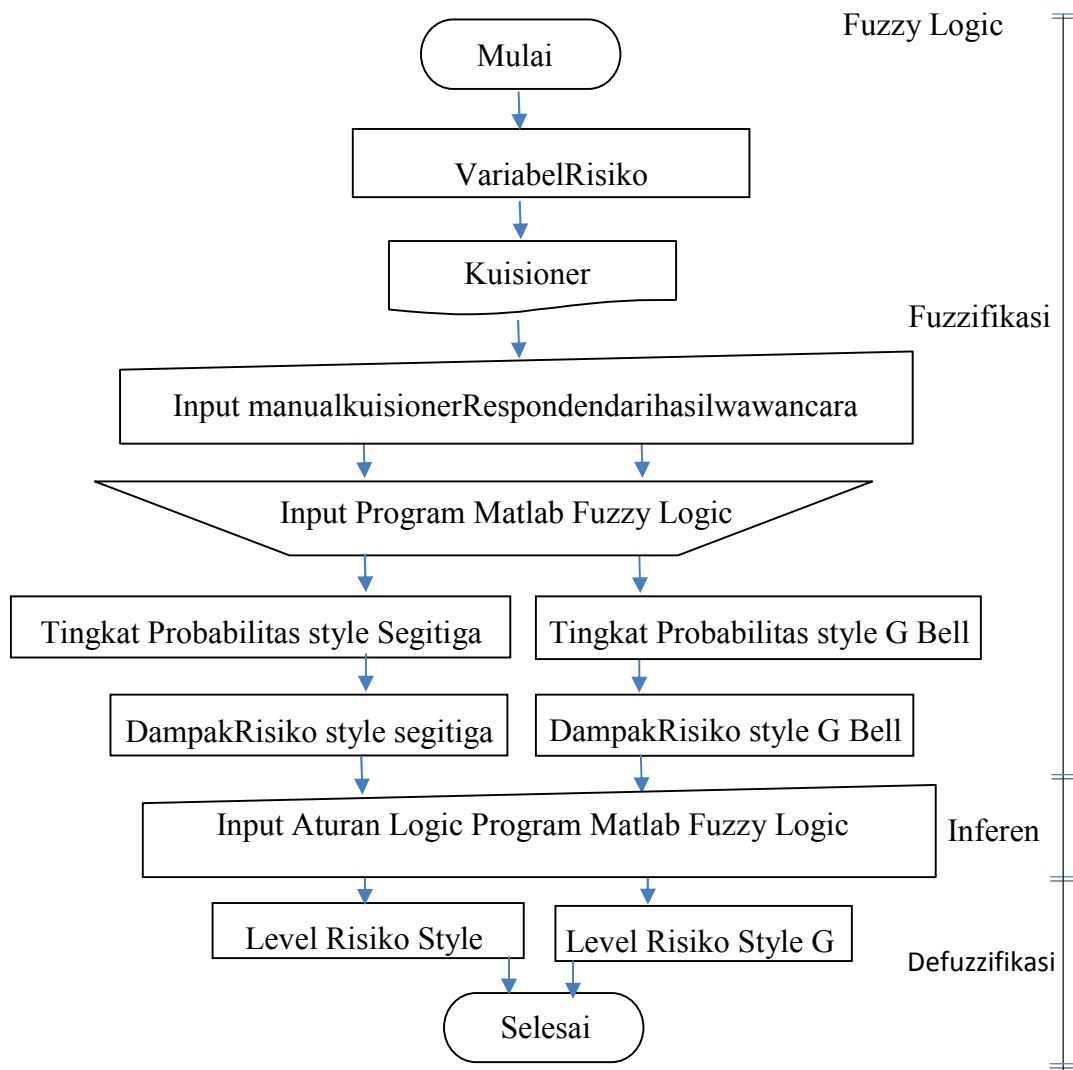 Fuzzy Logic
Mulai
VariabelRisiko
Kuisioner
Fuzzifikasi
Input manualkuisionerRespondendarihasilwawancara
Input Program Matlab Fuzzy Logic
Tingkat Probabilitas style Segitiga
Tingkat Probabilitas style G Bell
DampakRisiko style segitiga
DampakRisiko style G Bell
Input Aturan Logic Program Matlab Fuzzy Logic
Inferen
Level Risiko Style
Level Risiko Style G
Defuzzifikasi
Selesai